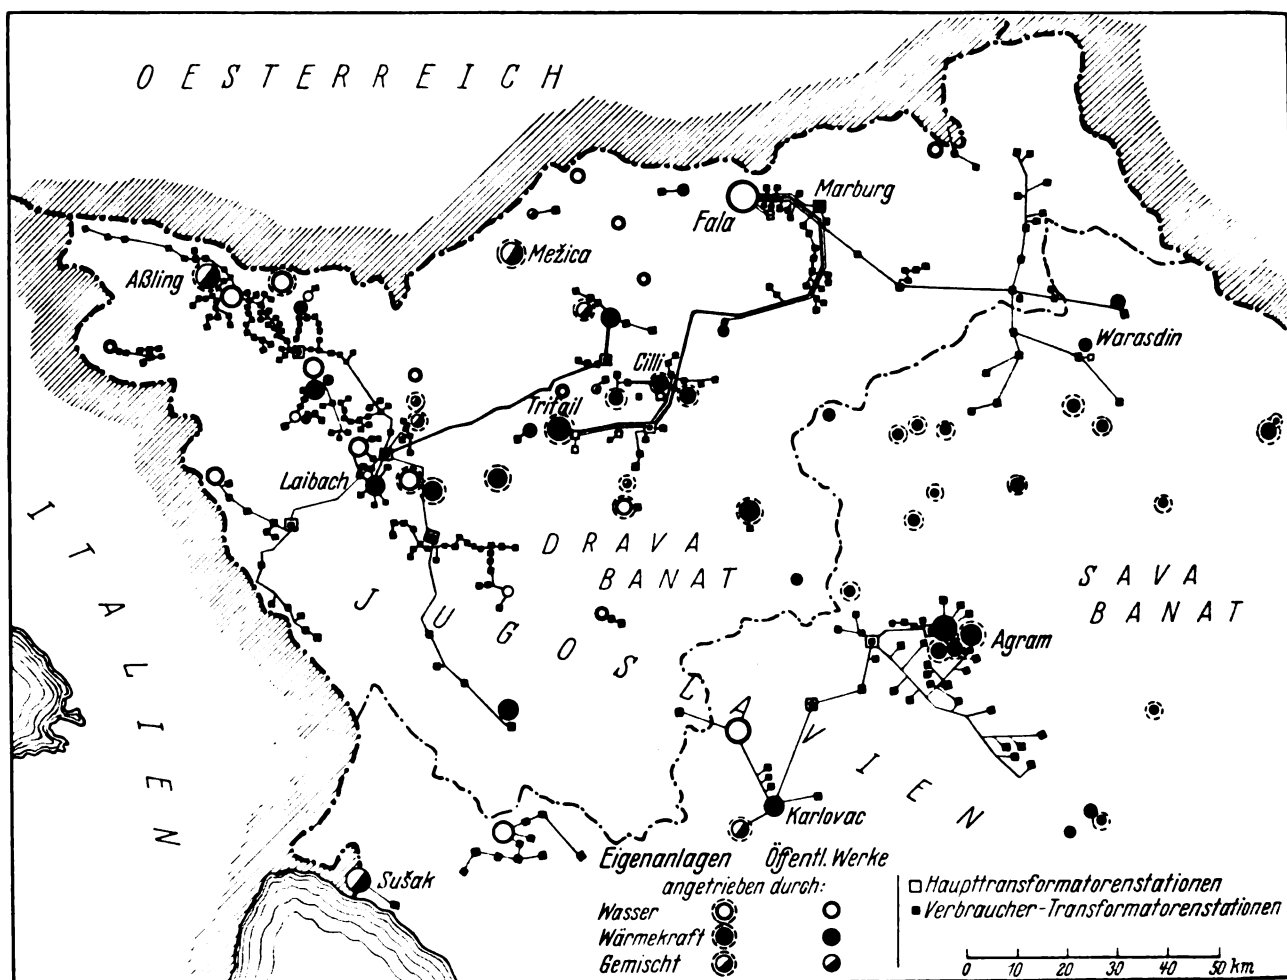 OESTERREICH
Marburg
Fala
Mežica
Aßling
Warasdin
Cilli
Trifail
Laibach
ITALIEN
DRAVA
BANAT
SAVA
BANAT
JUGOSLAVIEN
Agram
Karlovac
Sušak
Eigenanlagen Öffentl. Werke
angetrieben durch:
Wasser
Wärmekraft
Gemischt
Haupttransformatorenstationen
Verbraucher-Transformatorenstationen
0 10 20 30 40 50 km